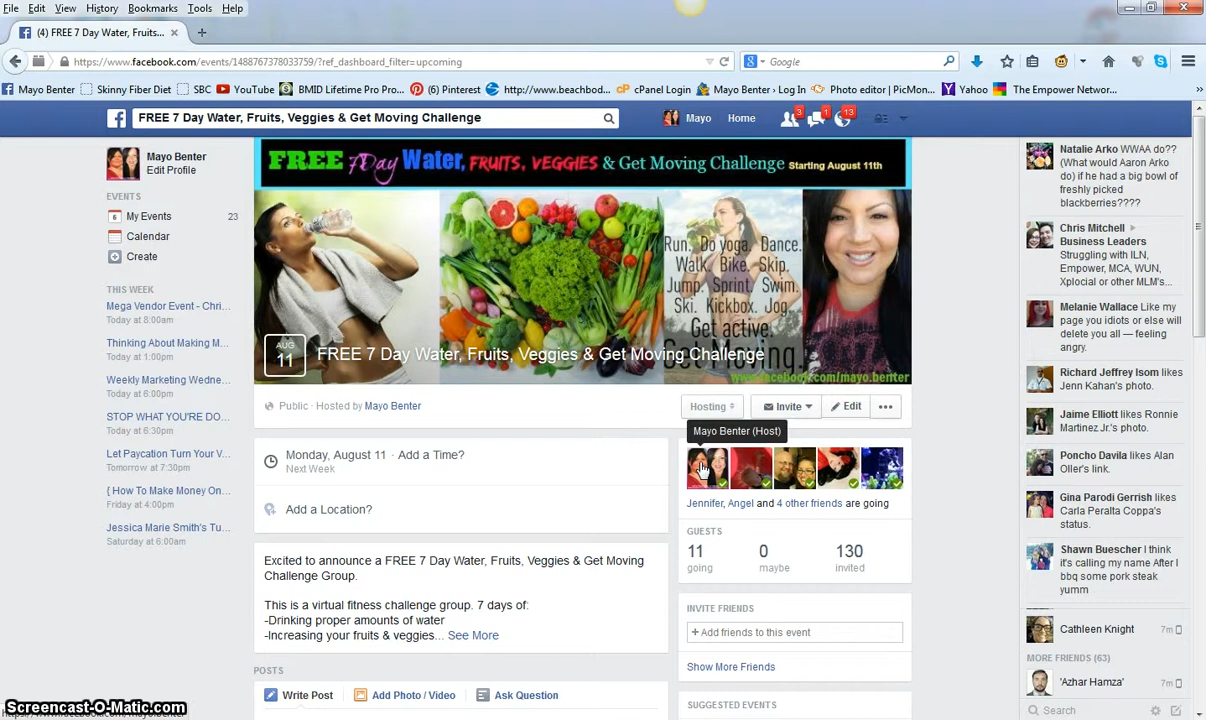 File Edit View History Bookmarks Tools Help
(4) FREE 7 Day Water, Fruits...
https://www.facebook.com/events/1488767378033759/?ref_dashboard_filter=upcoming
Google
Mayo Benter Skinny Fiber Diet SBC YouTube BMID Lifetime Pro Pro... (6) Pinterest http://www.beachbod... cPanel Login Mayo Benter › Log In Photo editor | PicMon... Yahoo The Empower Networ...
FREE 7 Day Water, Fruits, Veggies & Get Moving Challenge
Mayo Home 3 1 13
Mayo Benter
Edit Profile
EVENTS
6 My Events 23
Calendar
Create
THIS WEEK
Mega Vendor Event - Chri...
Today at 8:00am
Thinking About Making M...
Today at 1:00pm
Weekly Marketing Wedne...
Today at 6:00pm
STOP WHAT YOU'RE DO...
Today at 6:30pm
Let Paycation Turn Your V...
Tomorrow at 7:30pm
{ How To Make Money On...
Friday at 4:00pm
Jessica Marie Smith's Tu...
Saturday at 6:00am
FREE 7Day Water, FRUITS, VEGGIES & Get Moving Challenge Starting August 11th
Run. Do yoga. Dance.
Walk. Bike. Skip.
Jump. Sprint. Swim.
Ski. Kickbox. Jog.
Get active.
Get Moving.
www.facebook.com/mayo.benter
AUG
11
FREE 7 Day Water, Fruits, Veggies & Get Moving Challenge
Public · Hosted by Mayo Benter
Hosting Invite Edit
Mayo Benter (Host)
Monday, August 11 · Add a Time?
Next Week
Add a Location?
Jennifer, Angel and 4 other friends are going
GUESTS
11 0 130
going maybe invited
Excited to announce a FREE 7 Day Water, Fruits, Veggies & Get Moving
Challenge Group.
This is a virtual fitness challenge group. 7 days of:
-Drinking proper amounts of water
-Increasing your fruits & veggies... See More
INVITE FRIENDS
+ Add friends to this event
Show More Friends
SUGGESTED EVENTS
POSTS
Write Post Add Photo / Video Ask Question
Natalie Arko WWAA do??
(What would Aaron Arko
do) if he had a big bowl of
freshly picked
blackberries????
Chris Mitchell ▸
Business Leaders
Struggling with ILN,
Empower, MCA, WUN,
Xplocial or other MLM's...
Melanie Wallace Like my
page you idiots or else will
delete you all — feeling
angry.
Richard Jeffrey Isom likes
Jenn Kahan's photo.
Jaime Elliott likes Ronnie
Martinez Jr.'s photo.
Poncho Davila likes Alan
Oller's link.
Gina Parodi Gerrish likes
Carla Peralta Coppa's
status.
Shawn Buescher I think
it's calling my name After I
bbq some pork steak
yumm
Cathleen Knight 7m
MORE FRIENDS (63)
'Azhar Hamza' 7m
Search
Screencast-O-Matic.com